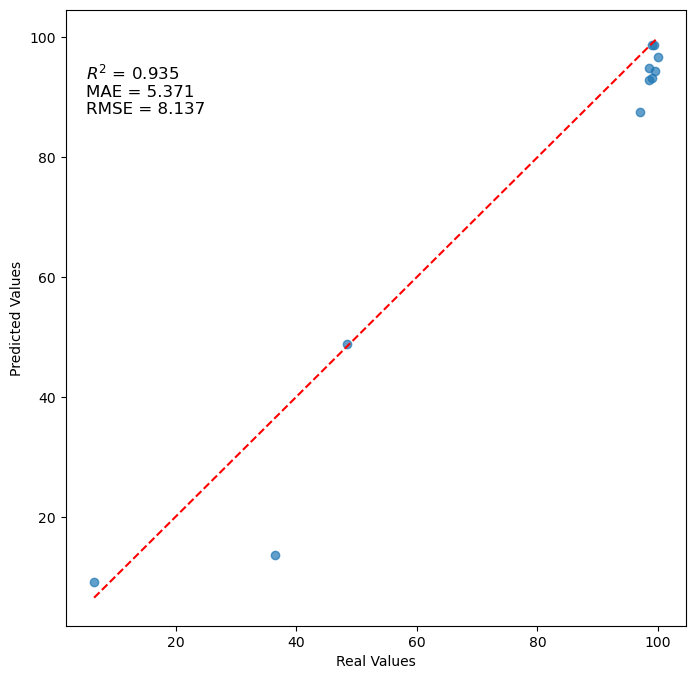 R² = 0.935
MAE = 5.371
RMSE = 8.137
100
80
60
40
20
Predicted Values
20 40 60 80 100
Real Values